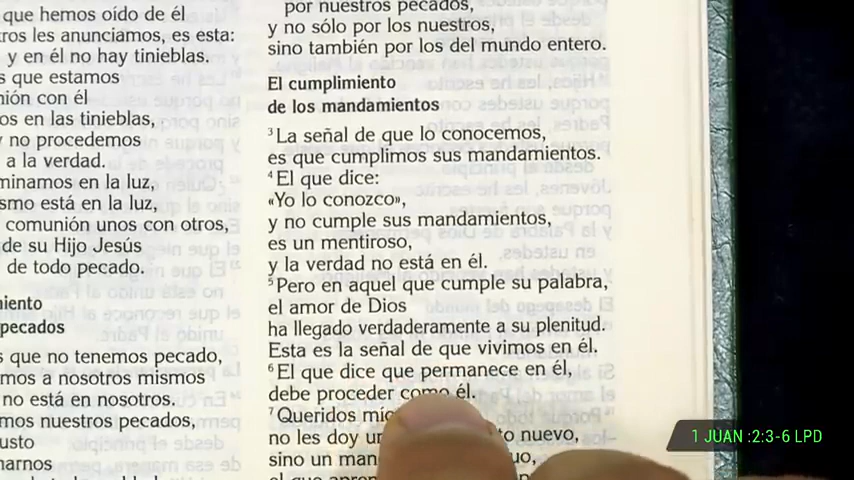 que hemos oído de él
ros les anunciamos, es esta:
y en él no hay tinieblas.
que estamos
con él
en las tinieblas,
no procedemos
a la verdad.
en la luz,
está en la luz,
comunión unos con otros,
de su Hijo Jesús
de todo pecado.
pecados
que no tenemos pecado,
a nosotros mismos
no está en nosotros.
nuestros pecados,
por nuestros pecados,
y no sólo por los nuestros,
sino también por los del mundo entero.
El cumplimiento
de los mandamientos
3 La señal de que lo conocemos,
es que cumplimos sus mandamientos.
4 El que dice:
«Yo lo conozco»,
y no cumple sus mandamientos,
es un mentiroso,
y la verdad no está en él.
5 Pero en aquel que cumple su palabra,
el amor de Dios
ha llegado verdaderamente a su plenitud.
Esta es la señal de que vivimos en él.
6 El que dice que permanece en él,
debe proceder como él.
7 Queridos
no les doy nuevo,
sino un
el que
1 JUAN :2:3-6 LPD